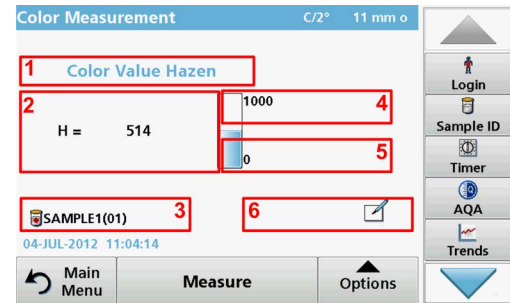 Color Measurement C/2° 11 mm o
1 Color Value Hazen
2 H = 514
1000 4
0 5
3 SAMPLE1(01)
6
04-JUL-2012 11:04:14
Main Menu
Measure
Options
Login
Sample ID
Timer
AQA
Trends